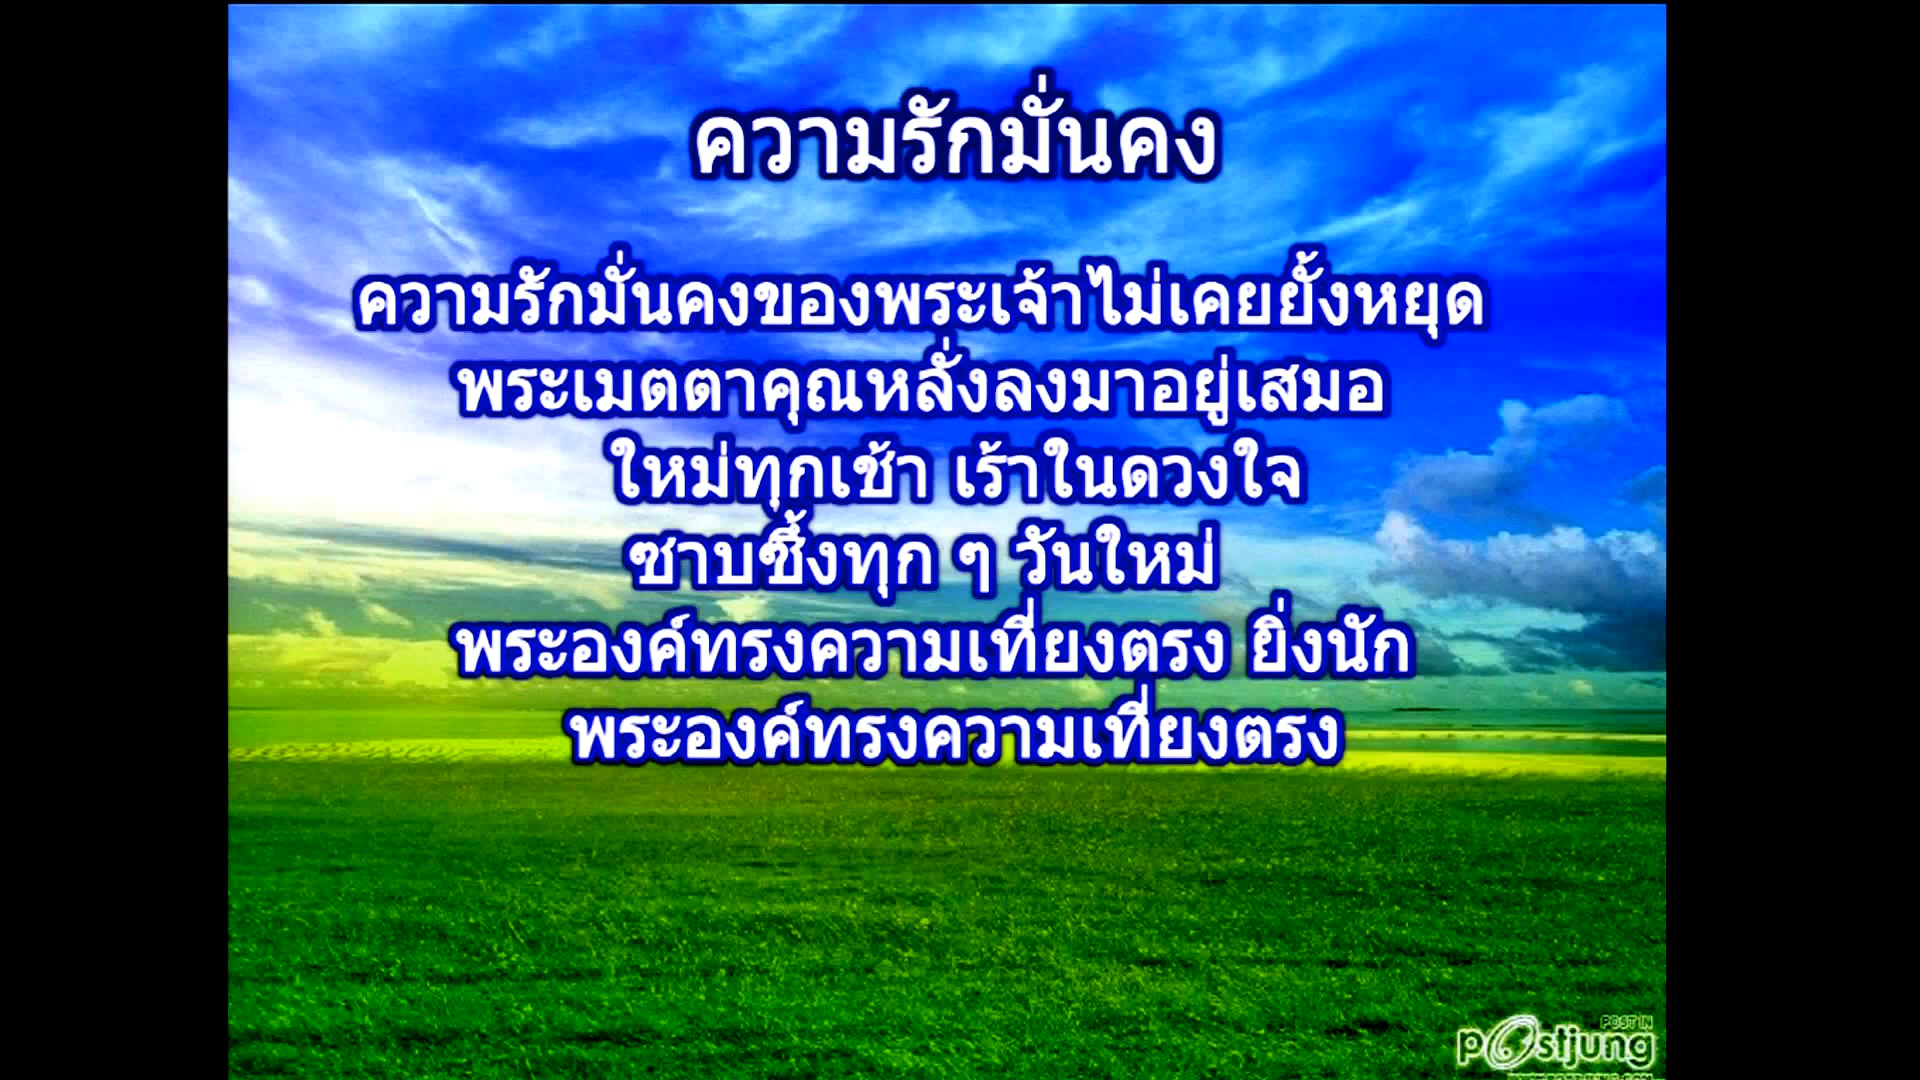 ความรักมั่นคง
ความรักมั่นคงของพระเจ้าไม่เคยยั้งหยุด
พระเมตตาคุณหลั่งลงมาอยู่เสมอ
ใหม่ทุกเช้า เร้าในดวงใจ
ซาบซึ้งทุก ๆ วันใหม่
พระองค์ทรงความเที่ยงตรง ยิ่งนัก
พระองค์ทรงความเที่ยงตรง
POST IN
postjung